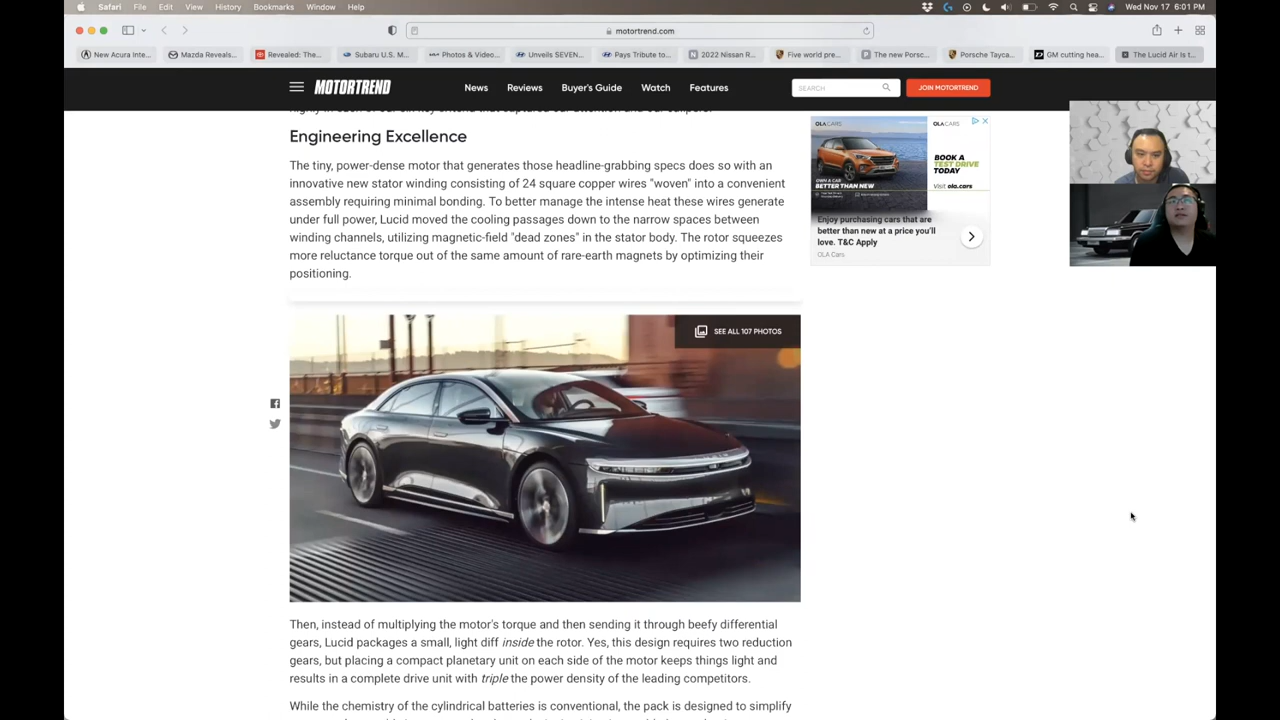 Safari File Edit View History Bookmarks Window Help
Wed Nov 17 6:01 PM
motortrend.com
New Acura Inte...
Mazda Reveals...
Revealed: The...
Subaru U.S. M...
Photos & Video...
Unveils SEVEN...
Pays Tribute to...
2022 Nissan R...
Five world pre...
The new Porsc...
Porsche Tayca...
GM cutting hea...
The Lucid Air Is t...
MOTORTREND
News Reviews Buyer's Guide Watch Features
SEARCH
JOIN MOTORTREND
Engineering Excellence
The tiny, power-dense motor that generates those headline-grabbing specs does so with an
innovative new stator winding consisting of 24 square copper wires "woven" into a convenient
assembly requiring minimal bonding. To better manage the intense heat these wires generate
under full power, Lucid moved the cooling passages down to the narrow spaces between
winding channels, utilizing magnetic-field "dead zones" in the stator body. The rotor squeezes
more reluctance torque out of the same amount of rare-earth magnets by optimizing their
positioning.
OLA CARS
OLA CARS
OWN A CAR
BETTER THAN NEW
BOOK A
TEST DRIVE
TODAY
Visit ola.cars
Enjoy purchasing cars that are
better than new at a price you'll
love. T&C Apply
OLA Cars
SEE ALL 107 PHOTOS
Then, instead of multiplying the motor's torque and then sending it through beefy differential
gears, Lucid packages a small, light diff inside the rotor. Yes, this design requires two reduction
gears, but placing a compact planetary unit on each side of the motor keeps things light and
results in a complete drive unit with triple the power density of the leading competitors.
While the chemistry of the cylindrical batteries is conventional, the pack is designed to simplify